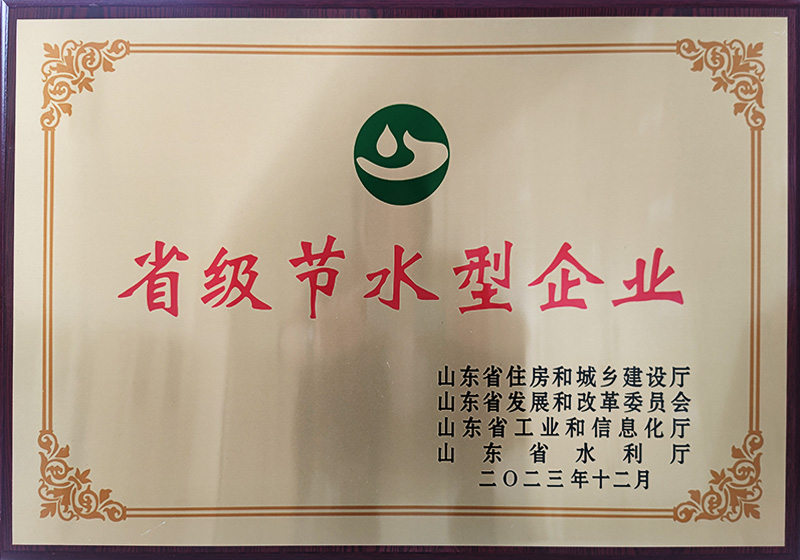 省级节水型企业
山东省住房和城乡建设厅
山东省发展和改革委员会
山东省工业和信息化厅
山东省水利厅
二〇二三年十二月